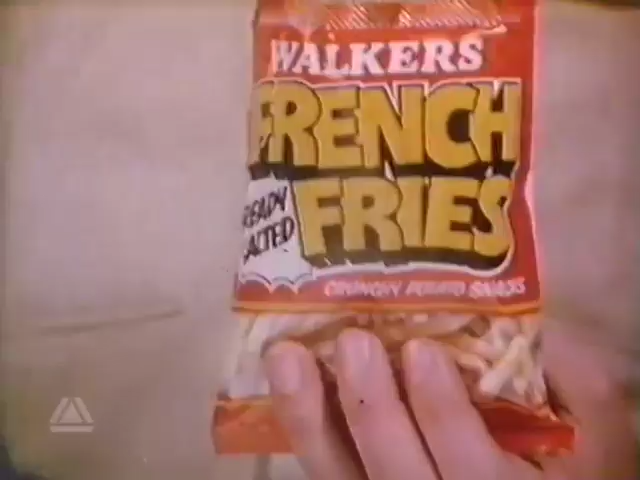 WALKERS
FRENCH
FRIES
READY
SALTED
CRUNCHY POTATO SNACKS